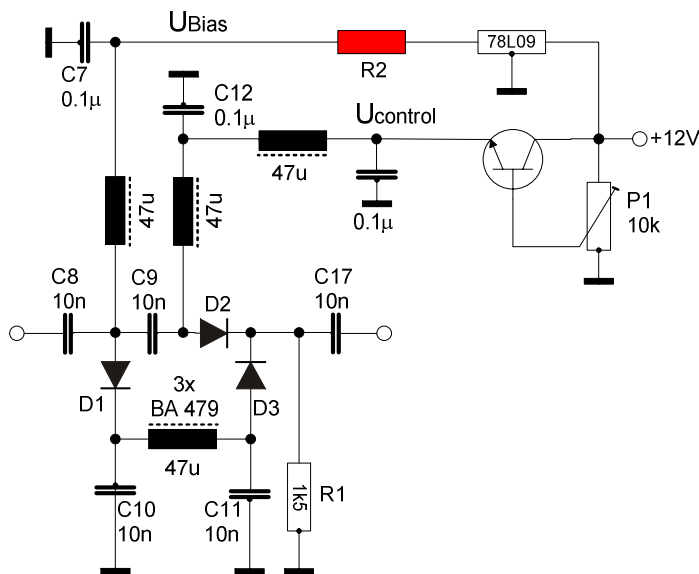 UBias
78L09
C7
0.1µ
R2
C12
0.1µ
Ucontrol
+12V
47u
0.1µ
P1
10k
47u
47u
C8
10n
C9
10n
D2
C17
10n
D1
3x
BA 479
D3
47u
C10
10n
C11
10n
1k5
R1